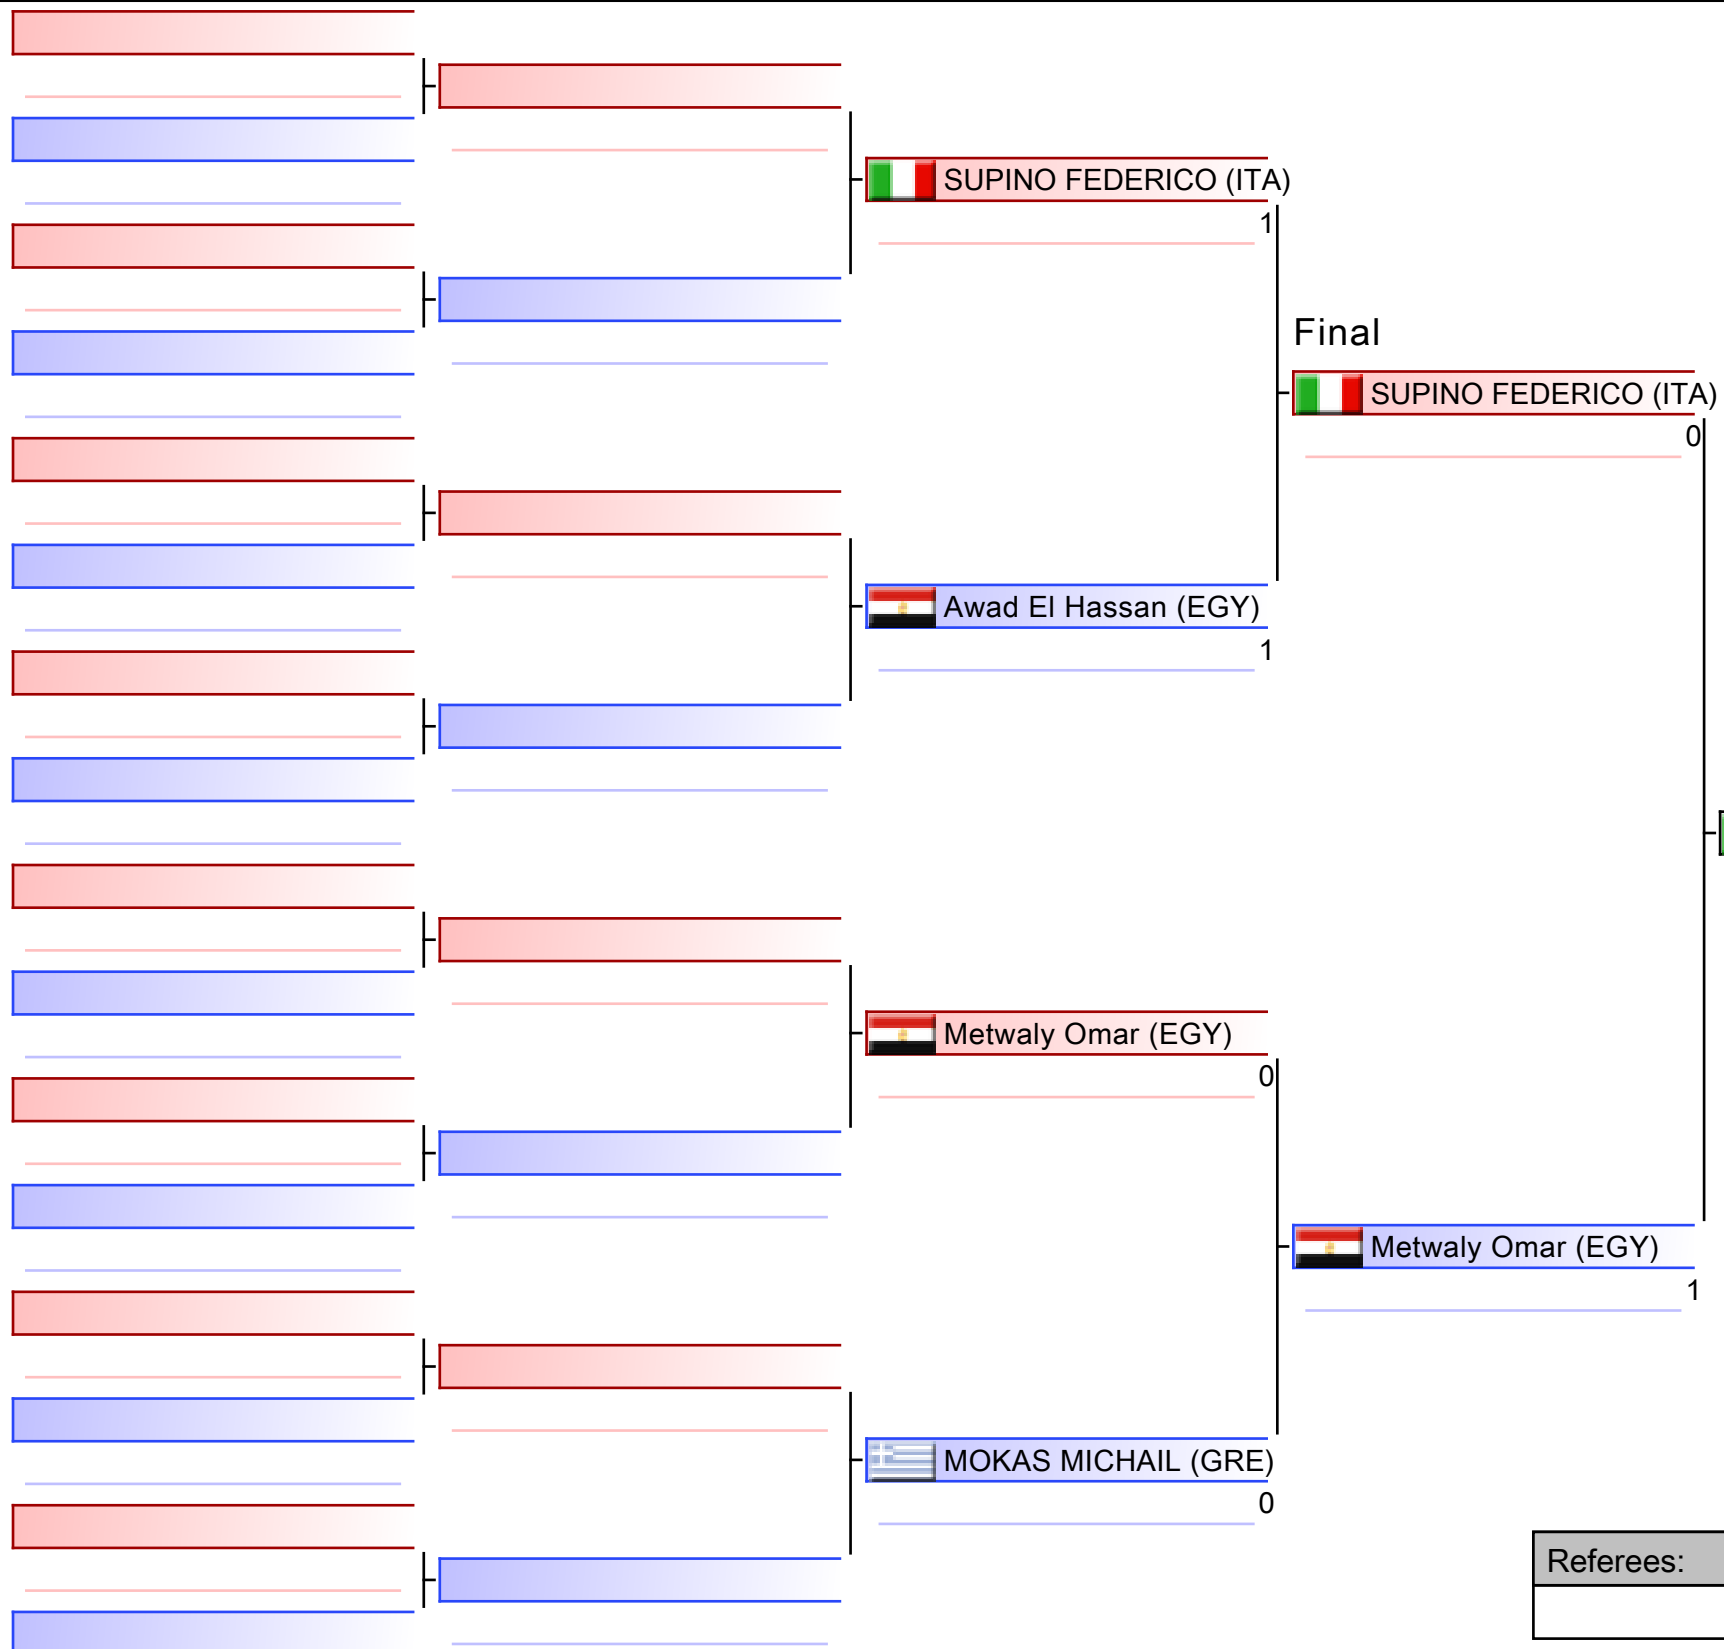 SUPINO FEDERICO (ITA)
1
Final
SUPINO FEDERICO (ITA)
0
Awad El Hassan (EGY)
1
Metwaly Omar (EGY)
0
Metwaly Omar (EGY)
1
MOKAS MICHAIL (GRE)
0
Referees: